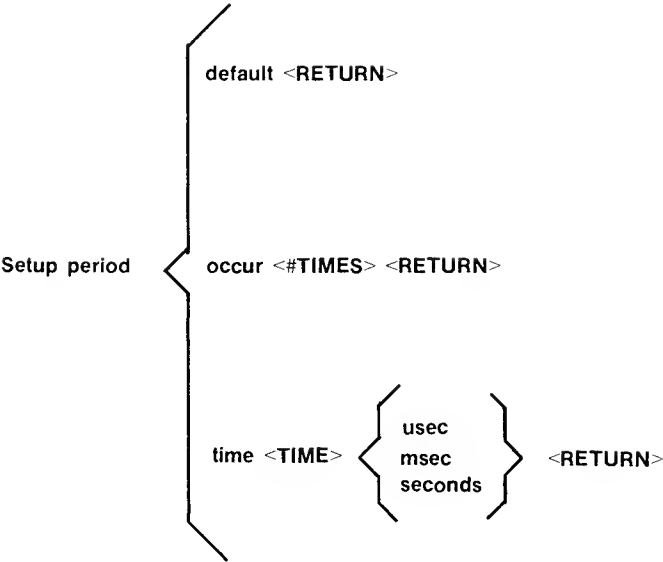 default <RETURN>
Setup period
occur <#TIMES> <RETURN>
time <TIME>
usec
msec
seconds
<RETURN>